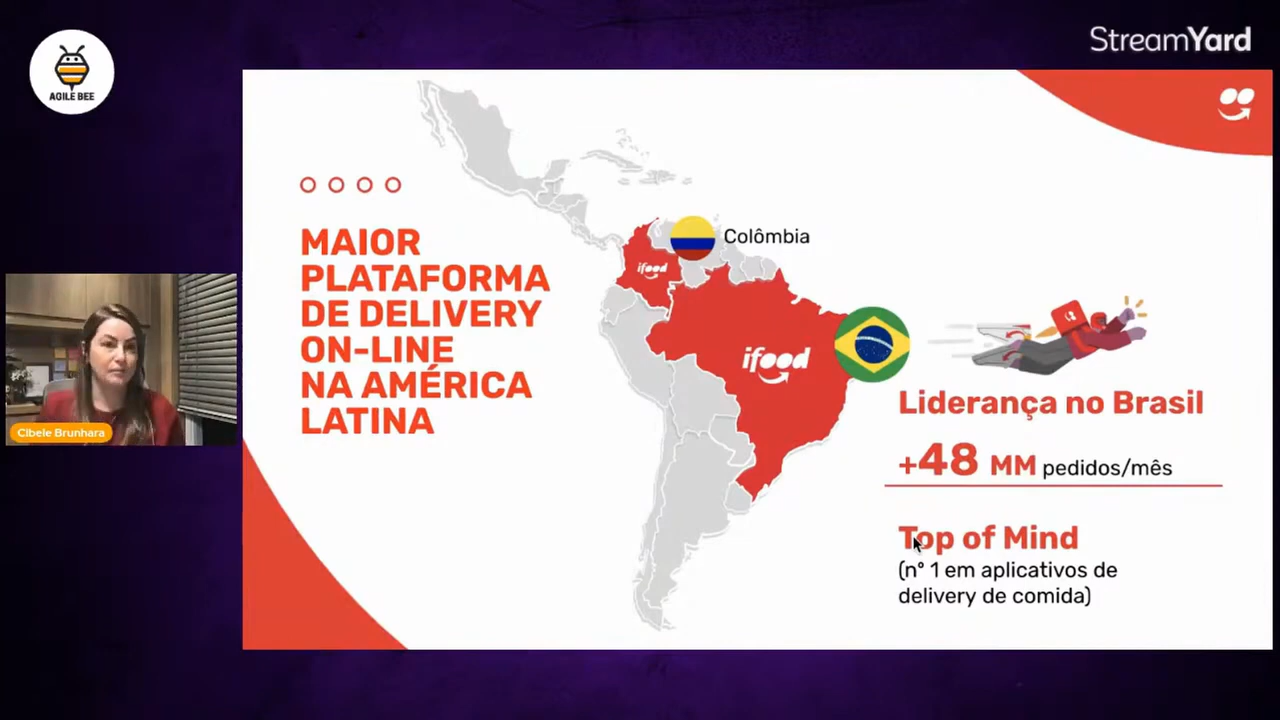 AGILE BEE
StreamYard
MAIOR
PLATAFORMA
DE DELIVERY
ON-LINE
NA AMÉRICA
LATINA
Colômbia
ifood
ifood
Liderança no Brasil
+48 MM pedidos/mês
Top of Mind
(nº 1 em aplicativos de
delivery de comida)
Cibele Brunhara